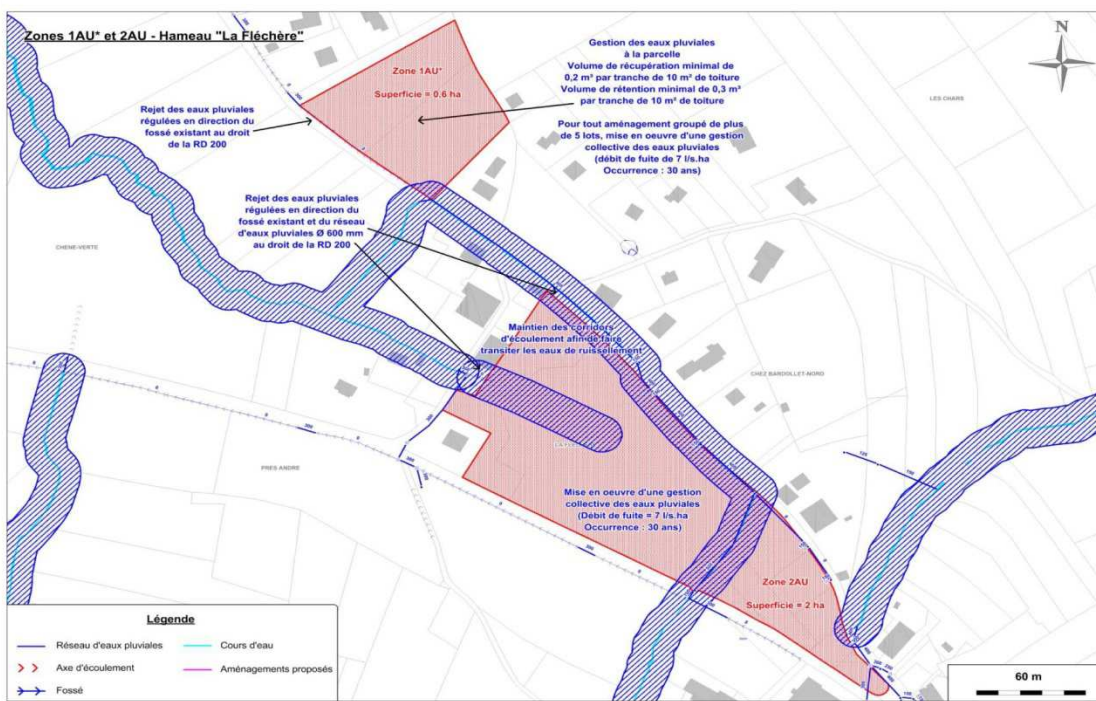 Zones 1AU* et 2AU - Hameau "La Fléchère"
N
Zone 1AU*
Superficie = 0.6 ha
Gestion des eaux pluviales
à la parcelle
Volume de récupération minimal de
0,2 m³ par tranche de 10 m² de toiture
Volume de rétention minimal de 0,3 m³
par tranche de 10 m² de toiture
Pour tout aménagement groupé de plus
de 5 lots, mise en oeuvre d'une gestion
collective des eaux pluviales
(débit de fuite de 7 l/s.ha
Occurrence : 30 ans)
LES CHARS
Rejet des eaux pluviales
régulées en direction du
fossé existant au droit
de la RD 200
Rejet des eaux pluviales
régulées en direction du
fossé existant et du réseau
d'eaux pluviales Ø 600 mm
au droit de la RD 200
CHENE-VERTE
Maintien des corridors
d'écoulement afin de faire
transiter les eaux de ruissellement
CHEZ BANDOLLET-NORD
PRES ANDRE
Mise en oeuvre d'une gestion
collective des eaux pluviales
(Débit de fuite = 7 l/s.ha
Occurrence : 30 ans)
Zone 2AU
Superficie = 2 ha
Légende
Réseau d'eaux pluviales
Cours d'eau
Axe d'écoulement
Aménagements proposés
Fossé
60 m